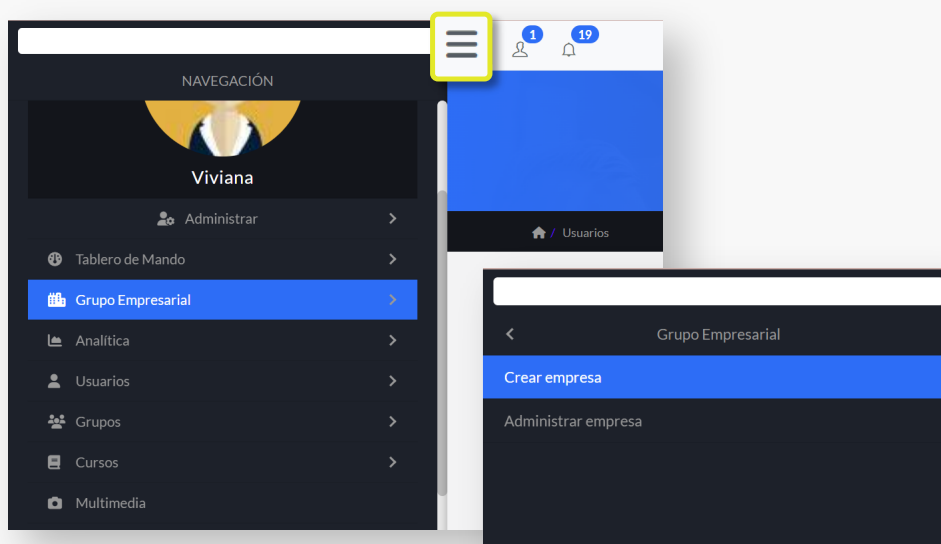 1
19
NAVEGACIÓN
Viviana
Administrar
/ Usuarios
Tablero de Mando
Grupo Empresarial
Analítica
Usuarios
Grupos
Cursos
Multimedia
Grupo Empresarial
Crear empresa
Administrar empresa